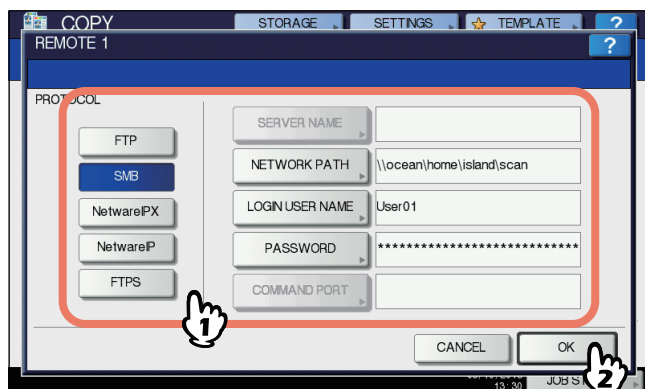 COPY
STORAGE
SETTINGS
TEMPLATE
?
REMOTE 1
?
PROTOCOL
FTP
SMB
NetwareIPX
NetwareIP
FTPS
SERVER NAME
NETWORK PATH
\\ocean\home\island\scan
LOGIN USER NAME
User01
PASSWORD
****************************
COMMAND PORT
1
CANCEL
OK
2
13:30
JOB ST